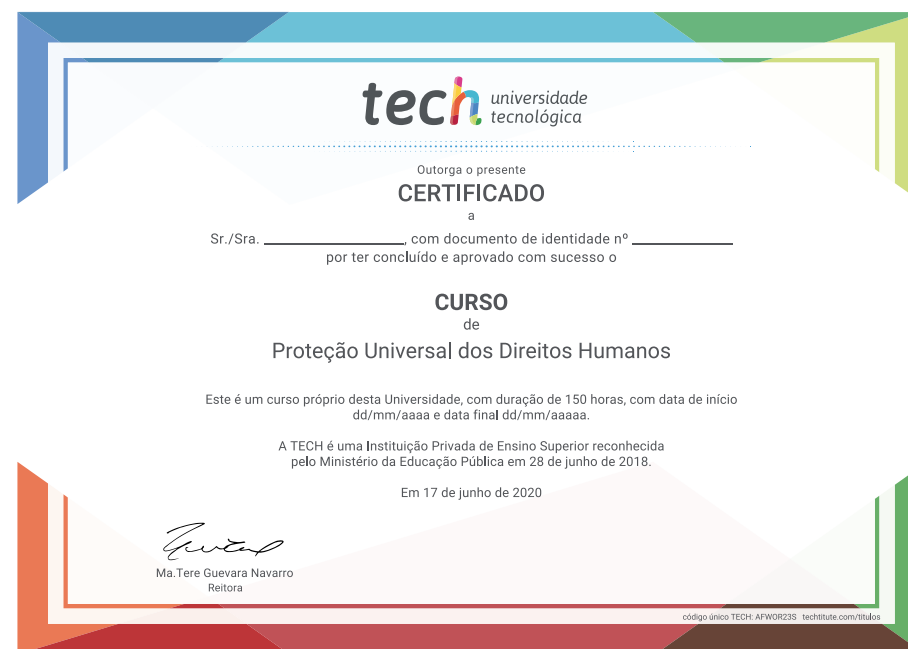 tech universidade
tecnológica
Outorga o presente
CERTIFICADO
a
Sr./Sra. ____________________, com documento de identidade nº ______________
por ter concluído e aprovado com sucesso o
CURSO
de
Proteção Universal dos Direitos Humanos
Este é um curso próprio desta Universidade, com duração de 150 horas, com data de início
dd/mm/aaaa e data final dd/mm/aaaaa.
A TECH é uma Instituição Privada de Ensino Superior reconhecida
pelo Ministério da Educação Pública em 28 de junho de 2018.
Em 17 de junho de 2020
Ma.Tere Guevara Navarro
Reitora
código único TECH: AFWOR23S techtitute.com/titulos